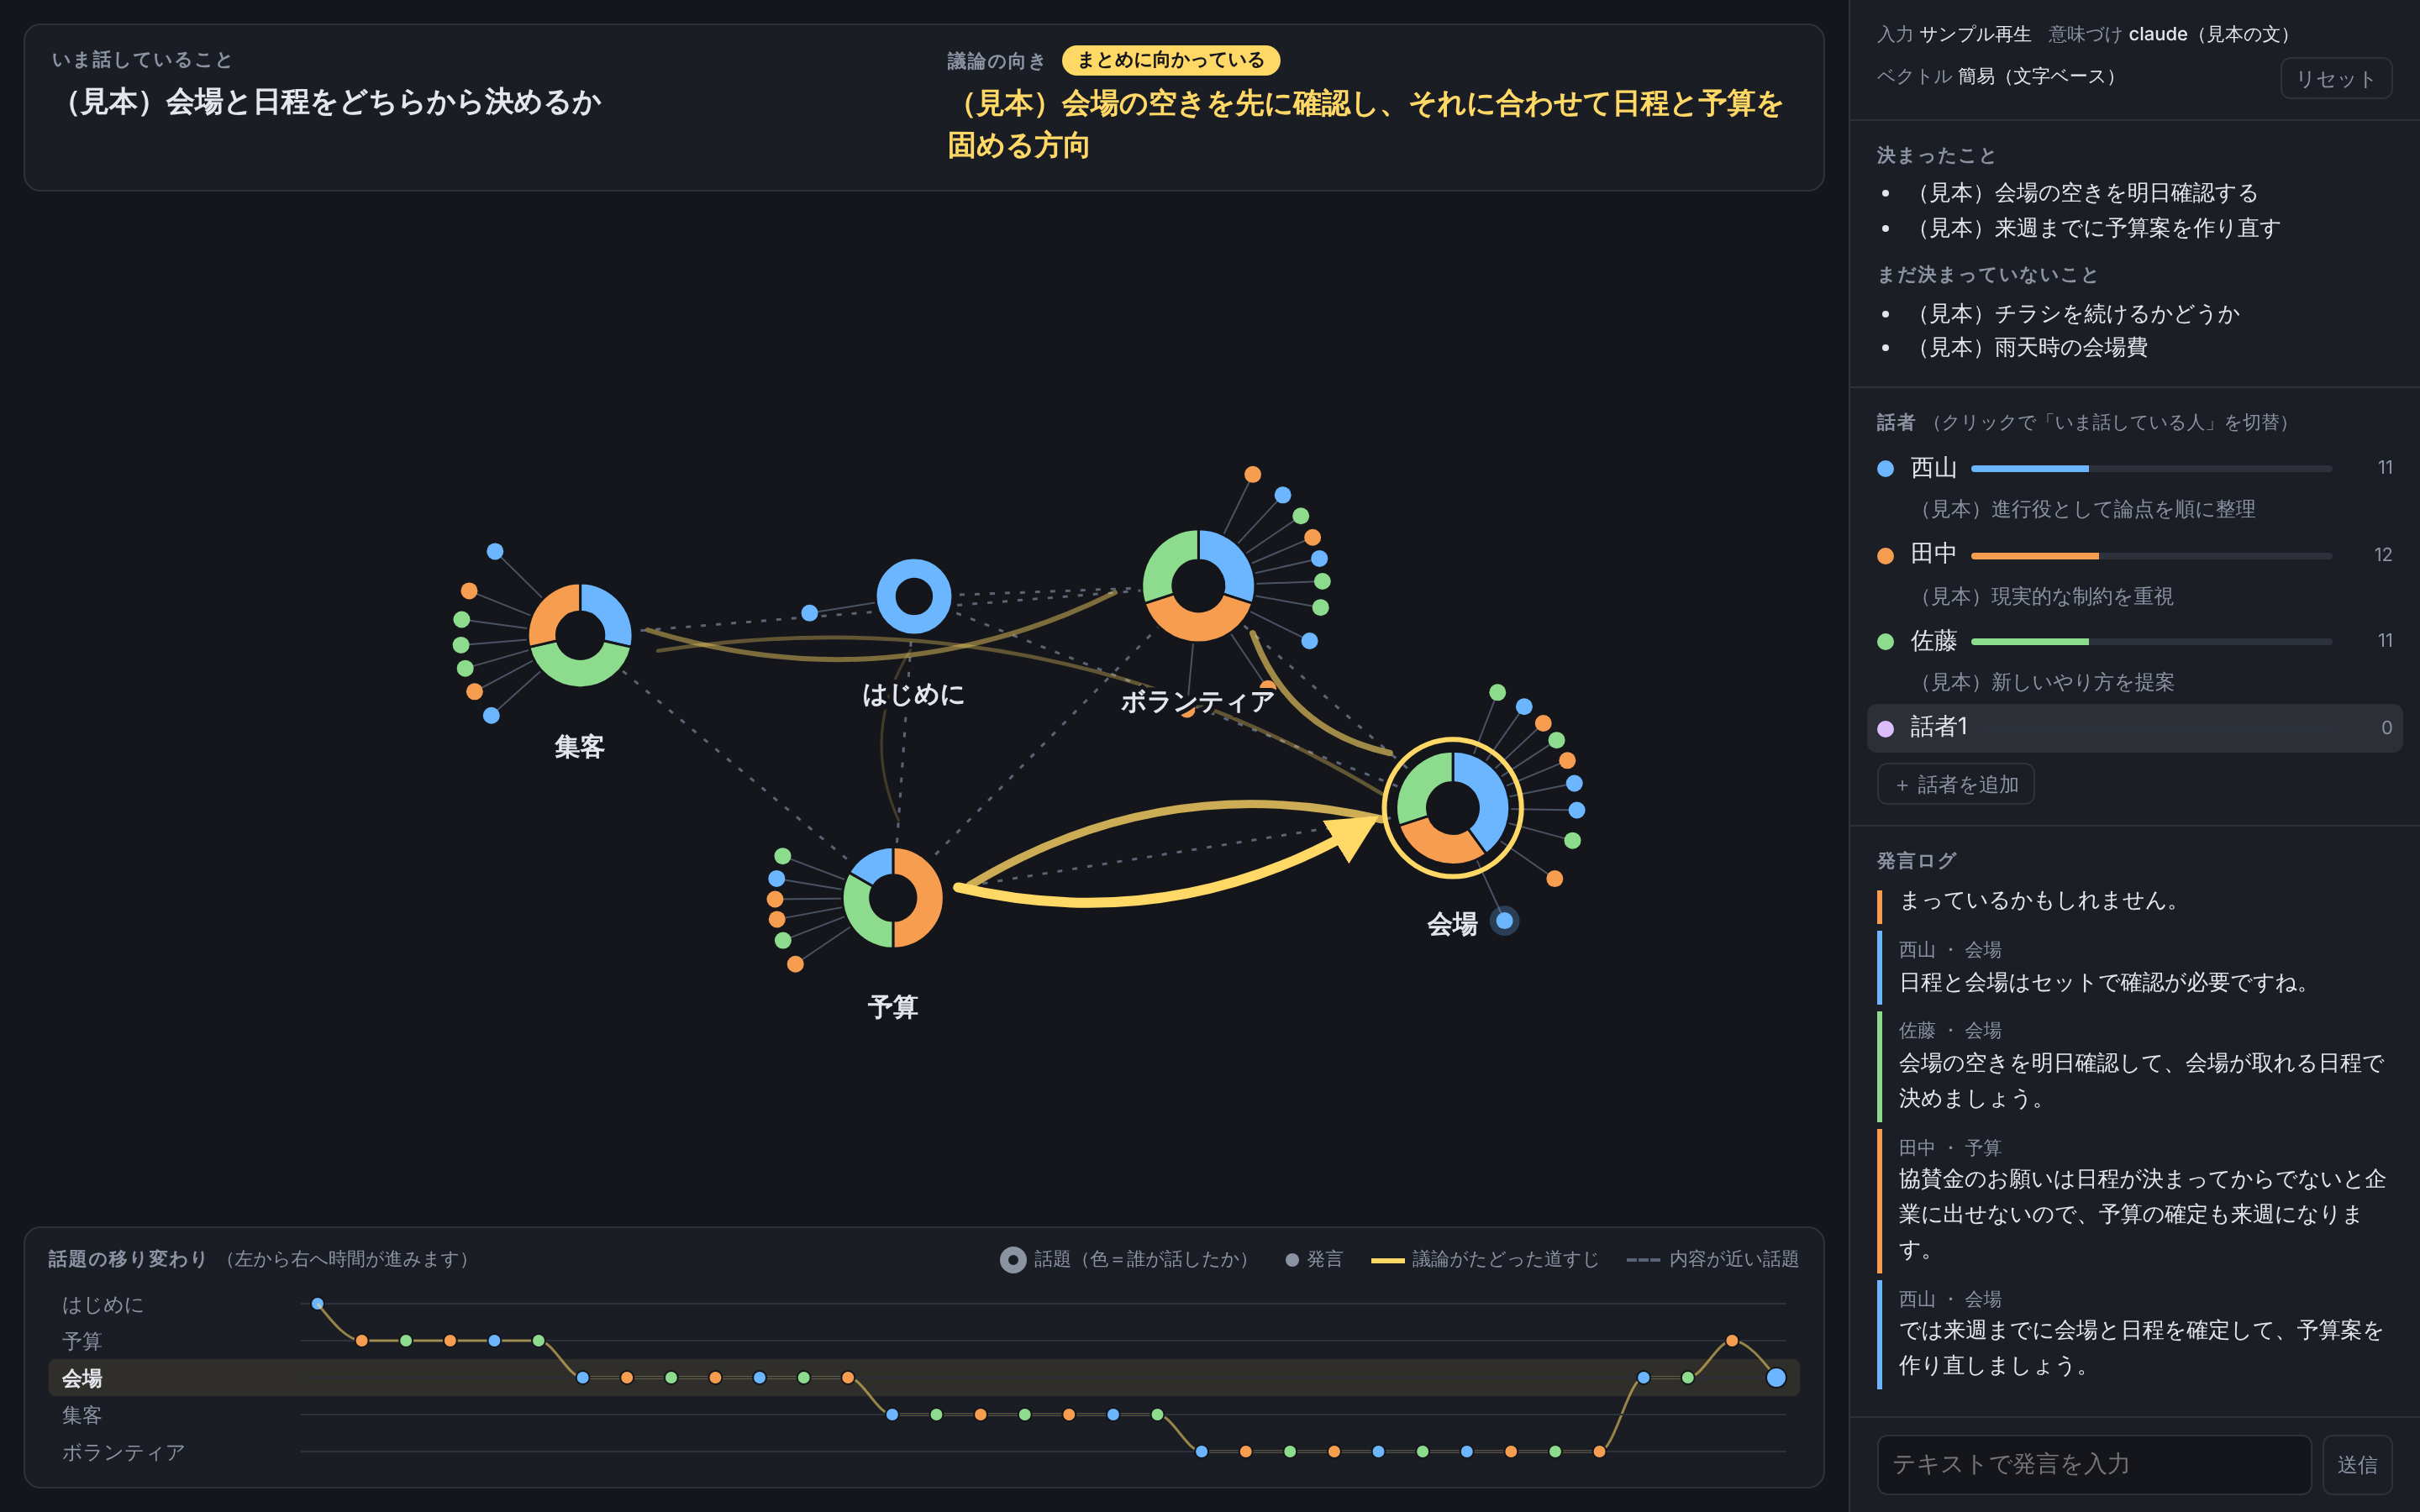 いま話していること
（見本）会場と日程をどちらから決めるか
議論の向き まとめに向かっている
（見本）会場の空きを先に確認し、それに合わせて日程と予算を
固める方向
集客
はじめに
ボランティア
会場
予算
話題の移り変わり （左から右へ時間が進みます）
話題（色＝誰が話したか） 発言 議論がたどった道すじ 内容が近い話題
はじめに
予算
会場
集客
ボランティア
入力 サンプル再生 意味づけ claude（見本の文）
ベクトル 簡易（文字ベース） リセット
決まったこと
• （見本）会場の空きを明日確認する
• （見本）来週までに予算案を作り直す
まだ決まっていないこと
• （見本）チラシを続けるかどうか
• （見本）雨天時の会場費
話者 （クリックで「いま話している人」を切替）
西山 11
（見本）進行役として論点を順に整理
田中 12
（見本）現実的な制約を重視
佐藤 11
（見本）新しいやり方を提案
話者1 0
＋ 話者を追加
発言ログ
まっているかもしれません。
西山 ・ 会場
日程と会場はセットで確認が必要ですね。
佐藤 ・ 会場
会場の空きを明日確認して、会場が取れる日程で
決めましょう。
田中 ・ 予算
協賛金のお願いは日程が決まってからでないと企
業に出せないので、予算の確定も来週になりま
す。
西山 ・ 会場
では来週までに会場と日程を確定して、予算案を
作り直しましょう。
テキストで発言を入力 送信